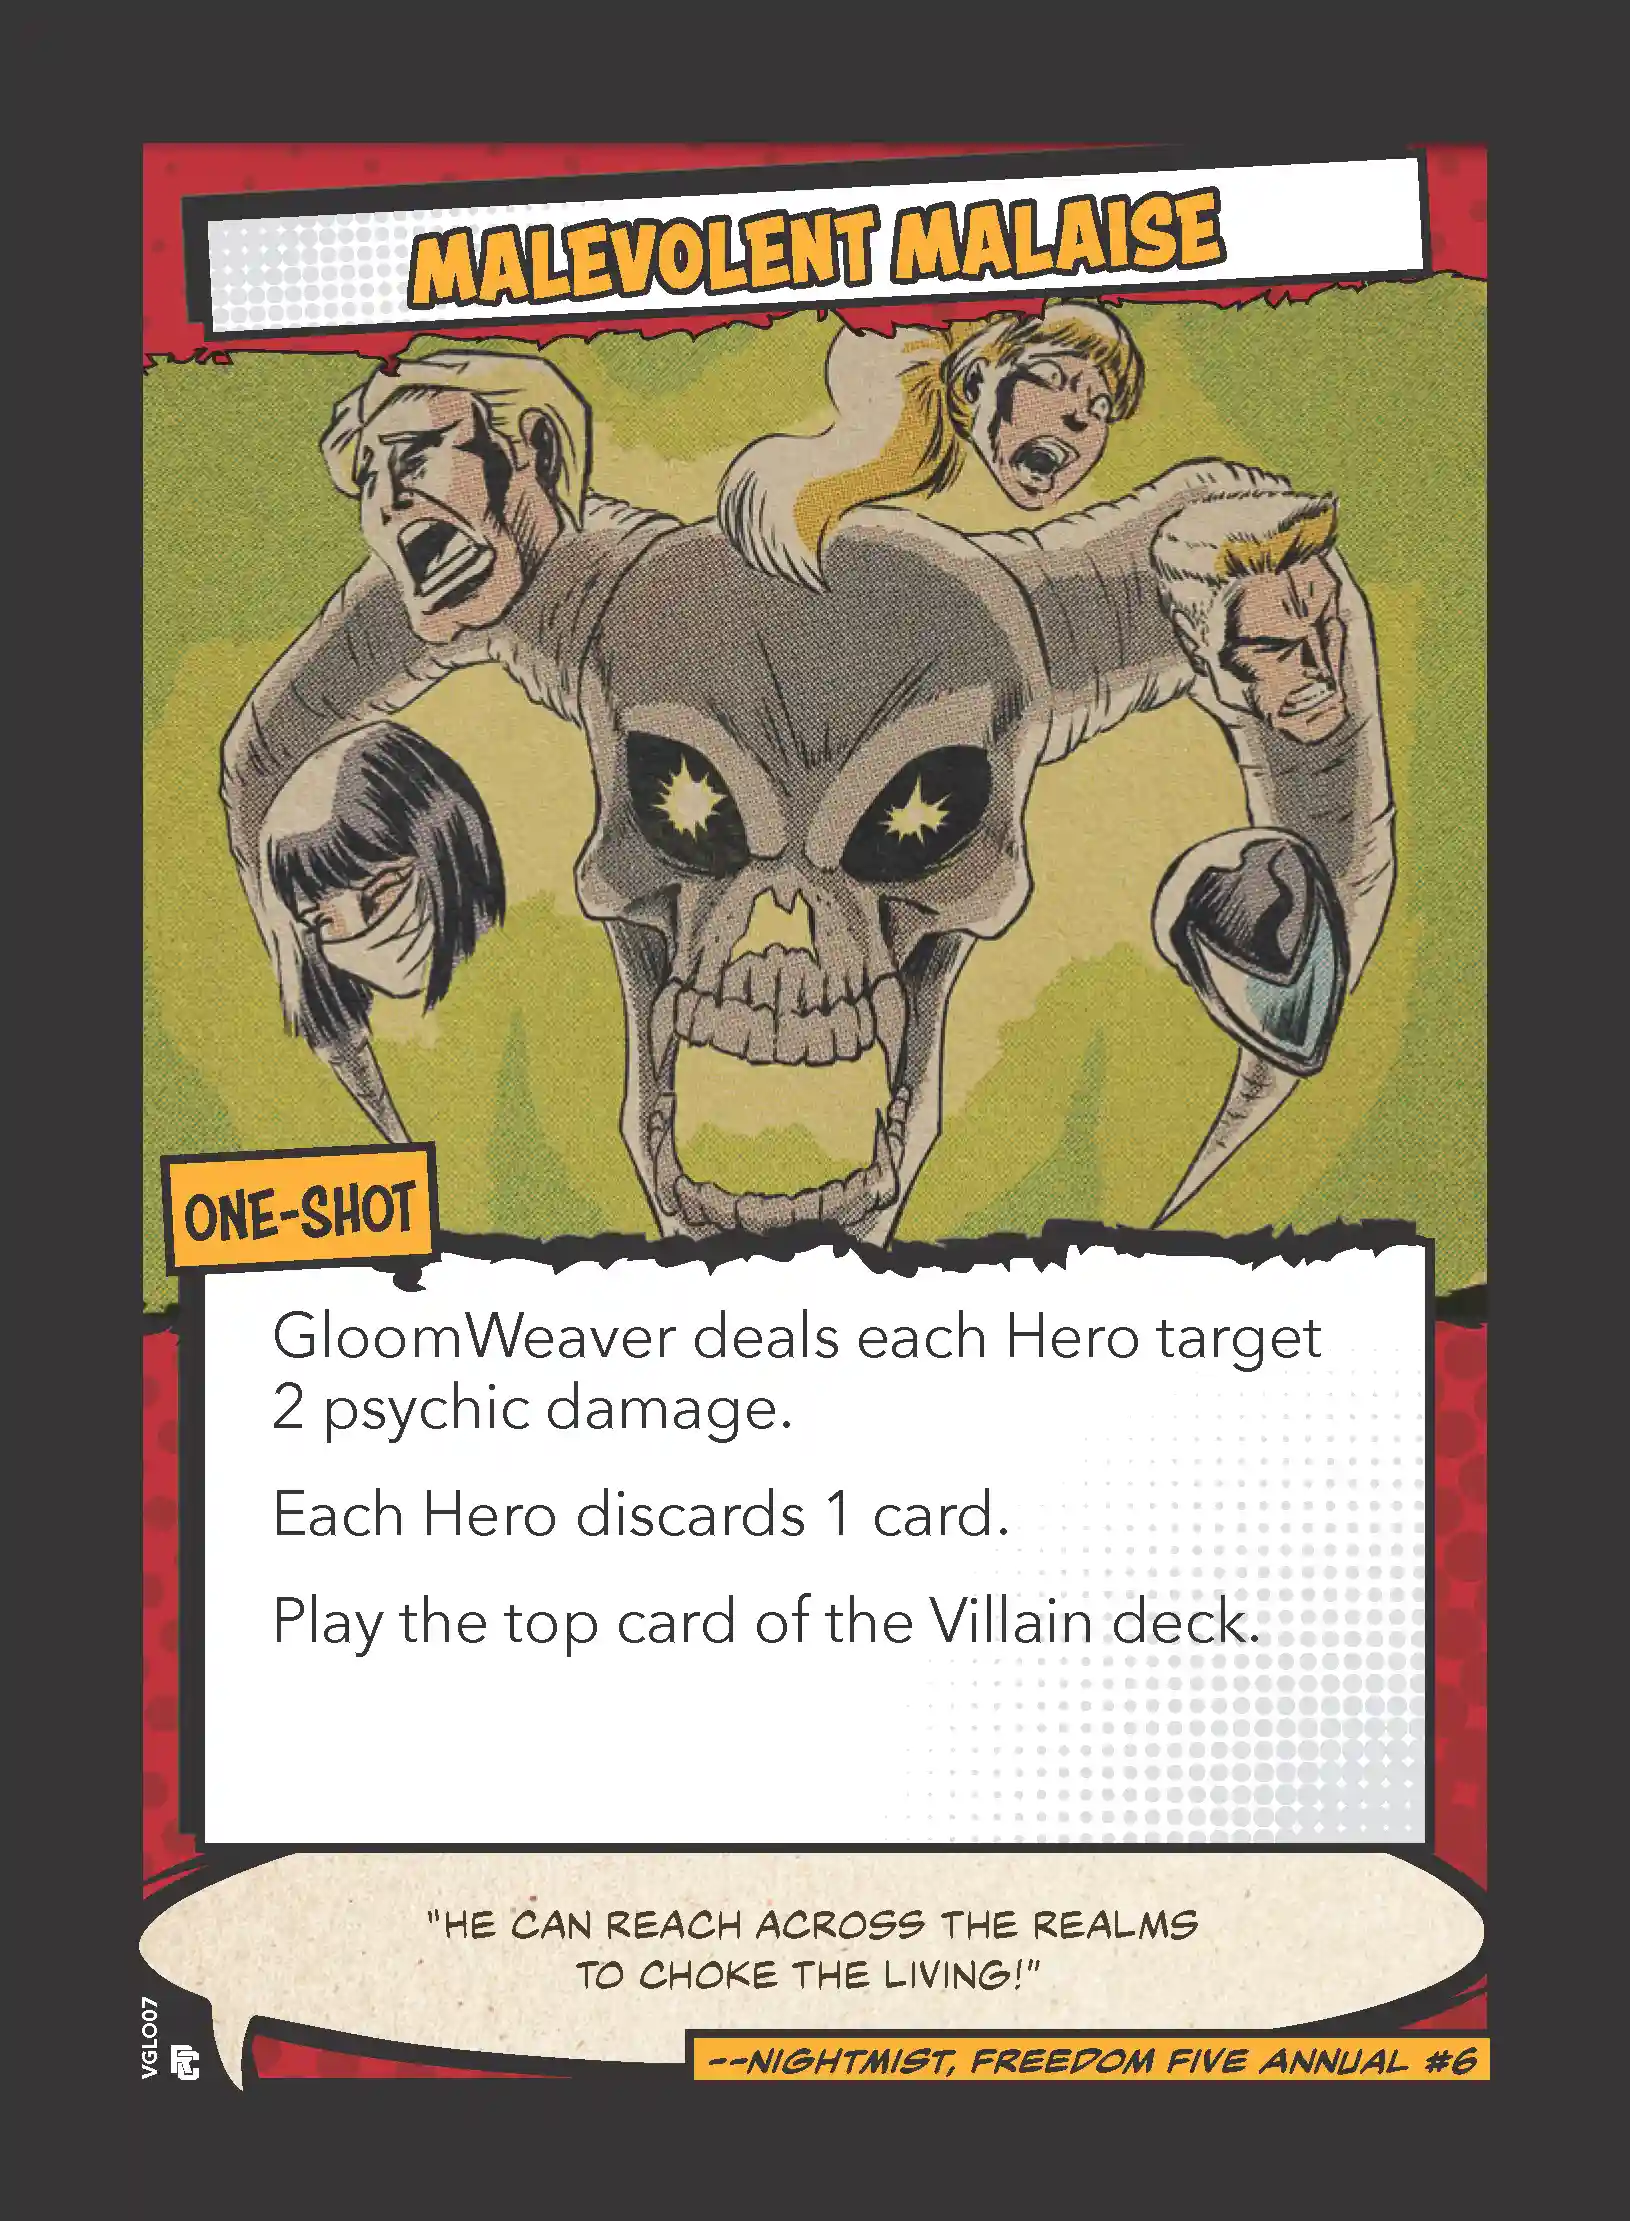 MALEVOLENT MALAISE
ONE-SHOT
GloomWeaver deals each Hero target
2 psychic damage.
Each Hero discards 1 card.
Play the top card of the Villain deck.
"HE CAN REACH ACROSS THE REALMS
TO CHOKE THE LIVING!"
--NIGHTMIST, FREEDOM FIVE ANNUAL #6
VGLO07